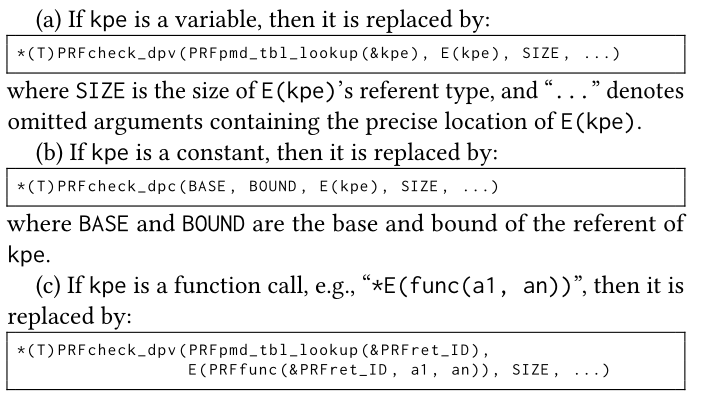 (a) If kpe is a variable, then it is replaced by:
*(T)PRFcheck_dpv(PRFpmd_tbl_lookup(&kpe), E(kpe), SIZE, ...)
where SIZE is the size of E(kpe)'s referent type, and "..." denotes
omitted arguments containing the precise location of E(kpe).
(b) If kpe is a constant, then it is replaced by:
*(T)PRFcheck_dpc(BASE, BOUND, E(kpe), SIZE, ...)
where BASE and BOUND are the base and bound of the referent of
kpe.
(c) If kpe is a function call, e.g., "*E(func(a1, an))", then it is
replaced by:
*(T)PRFcheck_dpv(PRFpmd_tbl_lookup(&PRFret_ID),
E(PRFfunc(&PRFret_ID, a1, an)), SIZE, ...)